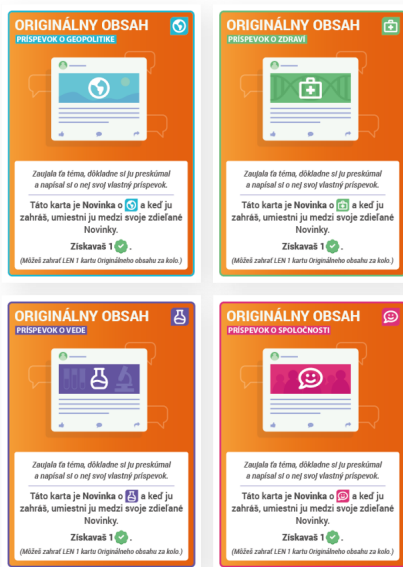 ORIGINÁLNY OBSAH
PRÍSPEVOK O GEOPOLITIKE
Zaujala ťa téma, dôkladne si ju preskúmal
a napísal si o nej svoj vlastný príspevok.
Táto karta je Novinka o a keď ju
zahráš, umiestni ju medzi svoje zdieľané
Novinky.
Získavaš 1 .
(Môžeš zahrať LEN 1 kartu Originálneho obsahu za kolo.)
ORIGINÁLNY OBSAH
PRÍSPEVOK O ZDRAVÍ
Zaujala ťa téma, dôkladne si ju preskúmal
a napísal si o nej svoj vlastný príspevok.
Táto karta je Novinka o a keď ju
zahráš, umiestni ju medzi svoje zdieľané
Novinky.
Získavaš 1 .
(Môžeš zahrať LEN 1 kartu Originálneho obsahu za kolo.)
ORIGINÁLNY OBSAH
PRÍSPEVOK O VEDE
Zaujala ťa téma, dôkladne si ju preskúmal
a napísal si o nej svoj vlastný príspevok.
Táto karta je Novinka o a keď ju
zahráš, umiestni ju medzi svoje zdieľané
Novinky.
Získavaš 1 .
(Môžeš zahrať LEN 1 kartu Originálneho obsahu za kolo.)
ORIGINÁLNY OBSAH
PRÍSPEVOK O SPOLOČNOSTI
Zaujala ťa téma, dôkladne si ju preskúmal
a napísal si o nej svoj vlastný príspevok.
Táto karta je Novinka o a keď ju
zahráš, umiestni ju medzi svoje zdieľané
Novinky.
Získavaš 1 .
(Môžeš zahrať LEN 1 kartu Originálneho obsahu za kolo.)